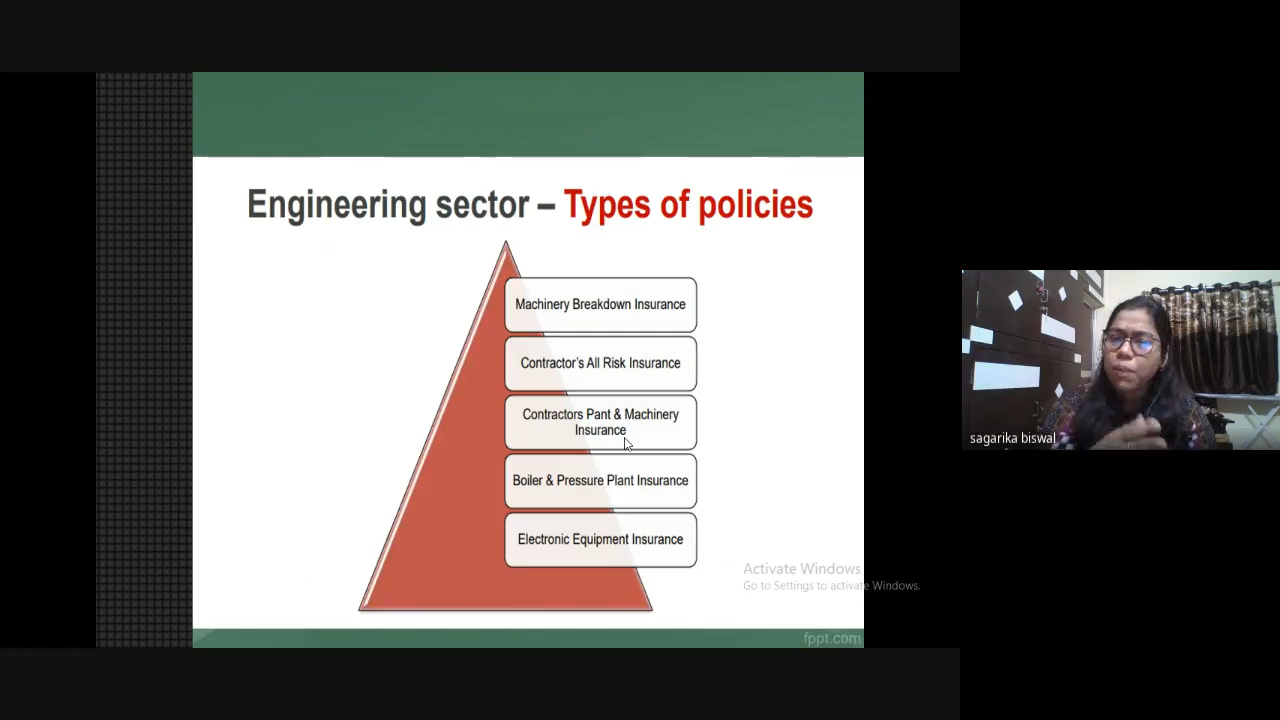 Engineering sector – Types of policies
Machinery Breakdown Insurance
Contractor's All Risk Insurance
Contractors Pant & Machinery
Insurance
Boiler & Pressure Plant Insurance
Electronic Equipment Insurance
Activate Windows
Go to Settings to activate Windows.
fppt.com
sagarika biswal